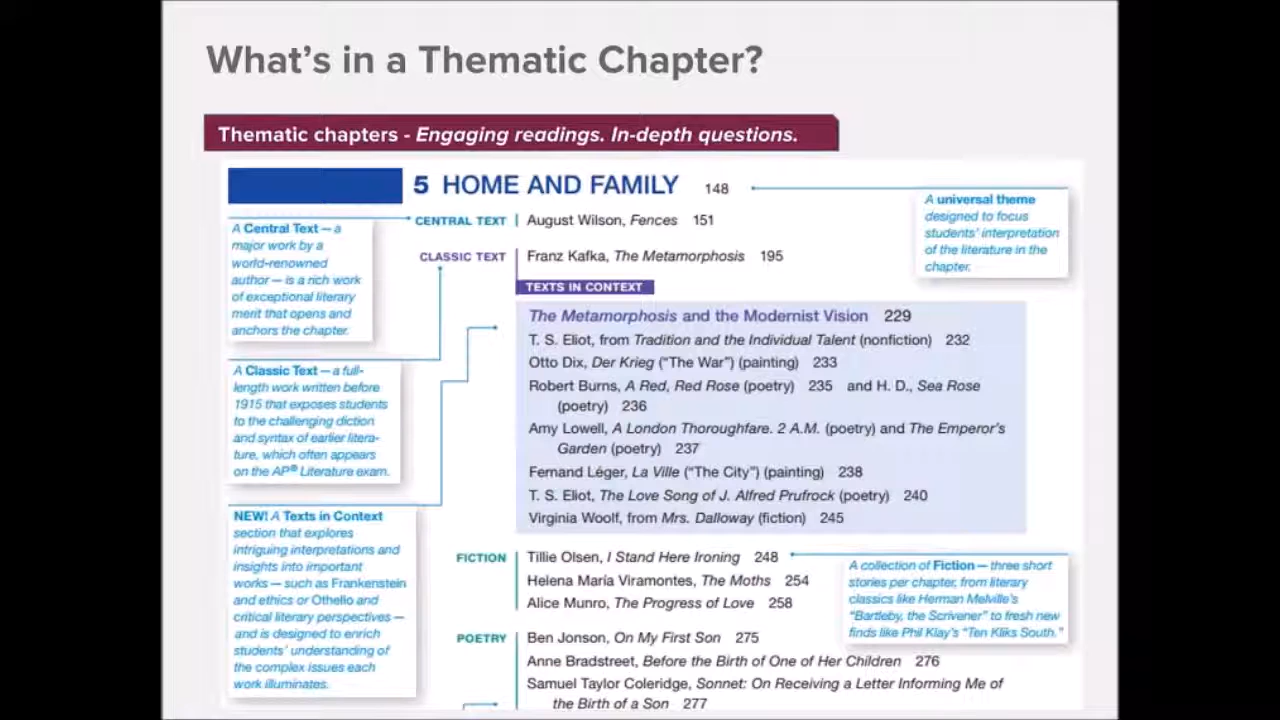 What's in a Thematic Chapter?
Thematic chapters - Engaging readings. In-depth questions.
5 HOME AND FAMILY 148
CENTRAL TEXT August Wilson, Fences 151
CLASSIC TEXT Franz Kafka, The Metamorphosis 195
TEXTS IN CONTEXT
The Metamorphosis and the Modernist Vision 229
T. S. Eliot, from Tradition and the Individual Talent (nonfiction) 232
Otto Dix, Der Krieg ("The War") (painting) 233
Robert Burns, A Red, Red Rose (poetry) 235 and H. D., Sea Rose
(poetry) 236
Amy Lowell, A London Thoroughfare. 2 A.M. (poetry) and The Emperor's
Garden (poetry) 237
Fernand Léger, La Ville ("The City") (painting) 238
T. S. Eliot, The Love Song of J. Alfred Prufrock (poetry) 240
Virginia Woolf, from Mrs. Dalloway (fiction) 245
FICTION Tillie Olsen, I Stand Here Ironing 248
Helena María Viramontes, The Moths 254
Alice Munro, The Progress of Love 258
POETRY Ben Jonson, On My First Son 275
Anne Bradstreet, Before the Birth of One of Her Children 276
Samuel Taylor Coleridge, Sonnet: On Receiving a Letter Informing Me of
the Birth of a Son 277
A Central Text — a
major work by a
world-renowned
author — is a rich work
of exceptional literary
merit that opens and
anchors the chapter.
A Classic Text — a full-
length work written before
1915 that exposes students
to the challenging diction
and syntax of earlier litera-
ture, which often appears
on the AP® Literature exam.
NEW! A Texts in Context
section that explores
intriguing interpretations and
insights into important
works — such as Frankenstein
and ethics or Othello and
critical literary perspectives —
and is designed to enrich
students' understanding of
the complex issues each
work illuminates.
A universal theme
designed to focus
students' interpretation
of the literature in the
chapter.
A collection of Fiction — three short
stories per chapter, from literary
classics like Herman Melville's
"Bartleby, the Scrivener" to fresh new
finds like Phil Klay's "Ten Kliks South."